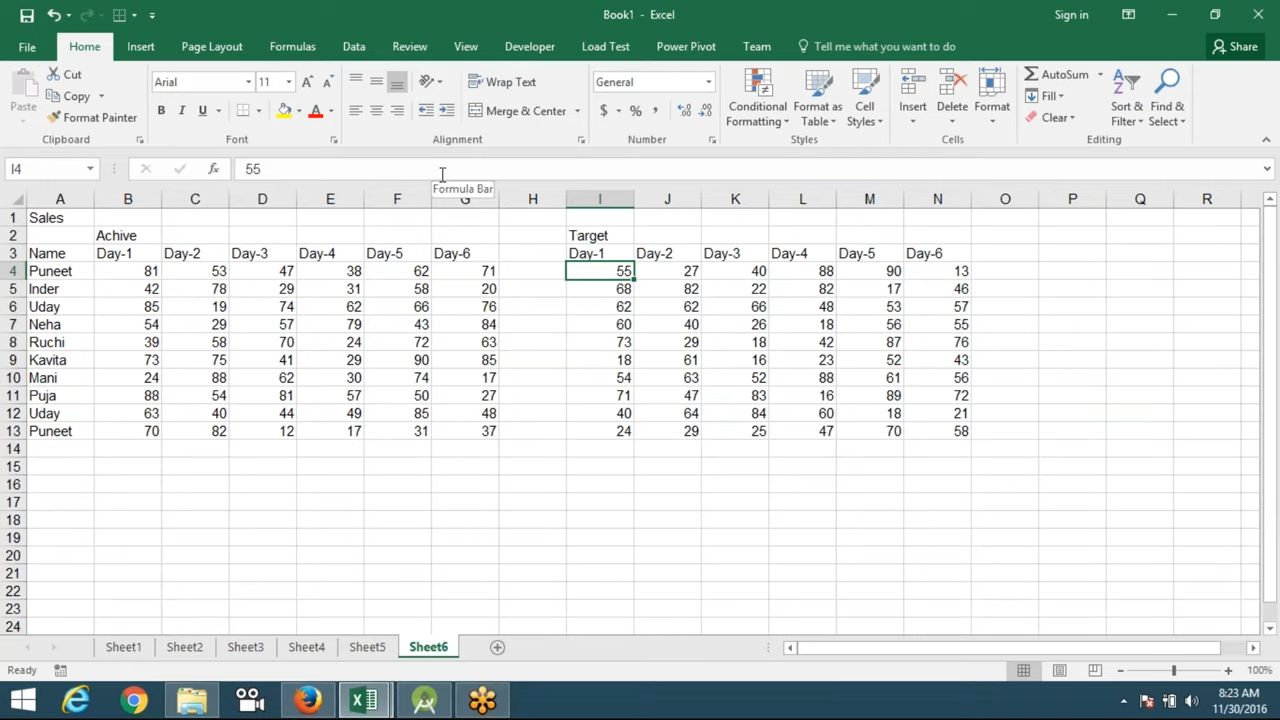 Book1 - Excel
Sign in
File Home Insert Page Layout Formulas Data Review View Developer Load Test Power Pivot Team Tell me what you want to do Share
Paste
Cut
Copy
Format Painter
Clipboard
Arial 11
B I U
Font
Wrap Text
Merge & Center
Alignment
General
$ % ,
Number
Conditional Formatting
Format as Table
Cell Styles
Styles
Insert
Delete
Format
Cells
AutoSum
Fill
Clear
Sort & Filter
Find & Select
Editing
I4 fx 55
Formula Bar
A B C D E F G H I J K L M N O P Q R
1 Sales
2 Achive Target
3 Name Day-1 Day-2 Day-3 Day-4 Day-5 Day-6 Day-1 Day-2 Day-3 Day-4 Day-5 Day-6
4 Puneet 81 53 47 38 62 71 55 27 40 88 90 13
5 Inder 42 78 29 31 58 20 68 82 22 82 17 46
6 Uday 85 19 74 62 66 76 62 62 66 48 53 57
7 Neha 54 29 57 79 43 84 60 40 26 18 56 55
8 Ruchi 39 58 70 24 72 63 73 29 18 42 87 76
9 Kavita 73 75 41 29 90 85 18 61 16 23 52 43
10 Mani 24 88 62 30 74 17 54 63 52 88 61 56
11 Puja 88 54 81 57 50 27 71 47 83 16 89 72
12 Uday 63 40 44 49 85 48 40 64 84 60 18 21
13 Puneet 70 82 12 17 31 37 24 29 25 47 70 58
14
15
16
17
18
19
20
21
22
23
24
Sheet1 Sheet2 Sheet3 Sheet4 Sheet5 Sheet6
Ready 100%
8:23 AM
11/30/2016